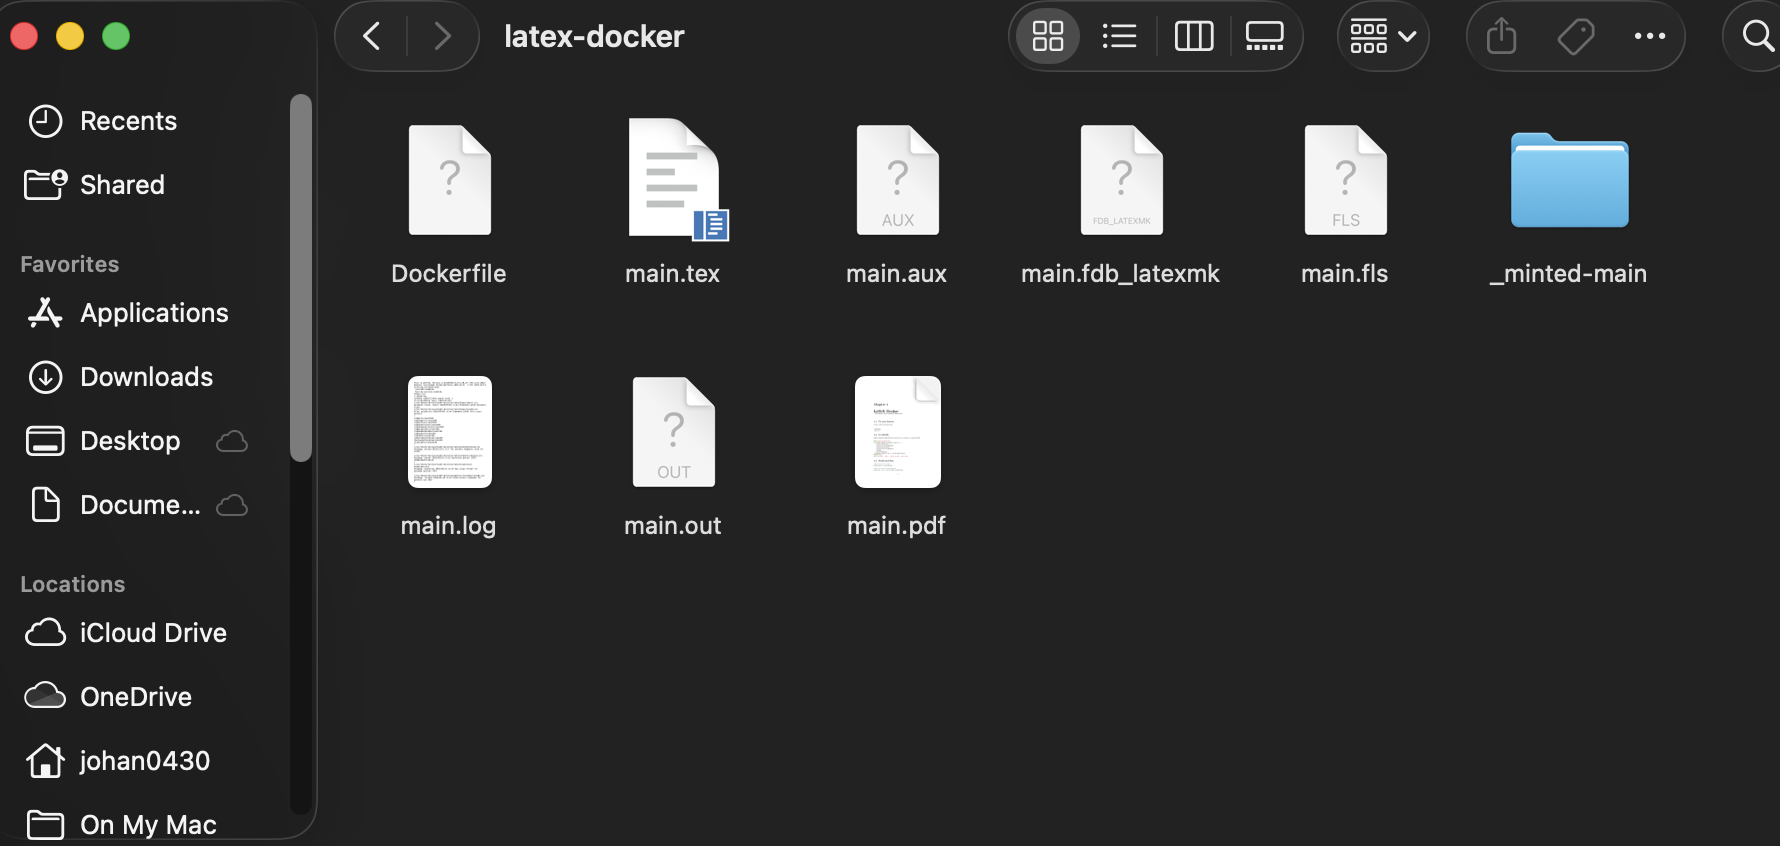 latex-docker
Recents
Shared
Favorites
Applications
Downloads
Desktop
Docume...
Locations
iCloud Drive
OneDrive
johan0430
On My Mac
?
?
AUX
?
FDB_LATEXMK
?
FLS
Dockerfile
main.tex
main.aux
main.fdb_latexmk
main.fls
_minted-main
?
OUT
main.log
main.out
main.pdf